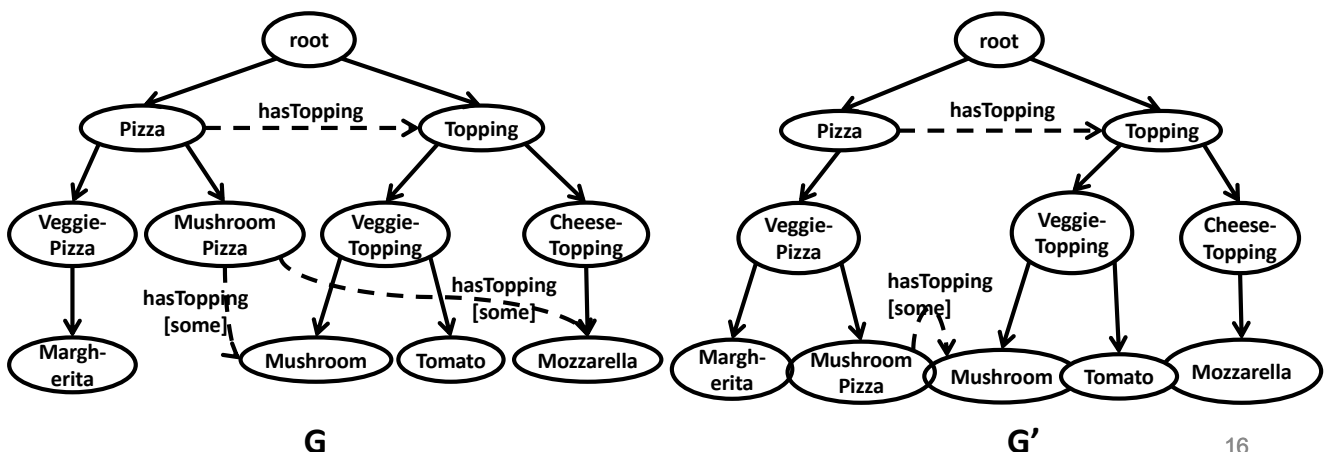 root
Pizza
hasTopping
Topping
Veggie-
Pizza
Mushroom
Pizza
Veggie-
Topping
Cheese-
Topping
hasTopping
[some]
hasTopping
[some]
Margh-
erita
Mushroom
Tomato
Mozzarella
G
root
Pizza
hasTopping
Topping
Veggie-
Pizza
Veggie-
Topping
Cheese-
Topping
hasTopping
[some]
Margh-
erita
Mushroom
Pizza
Mushroom
Tomato
Mozzarella
G’
16